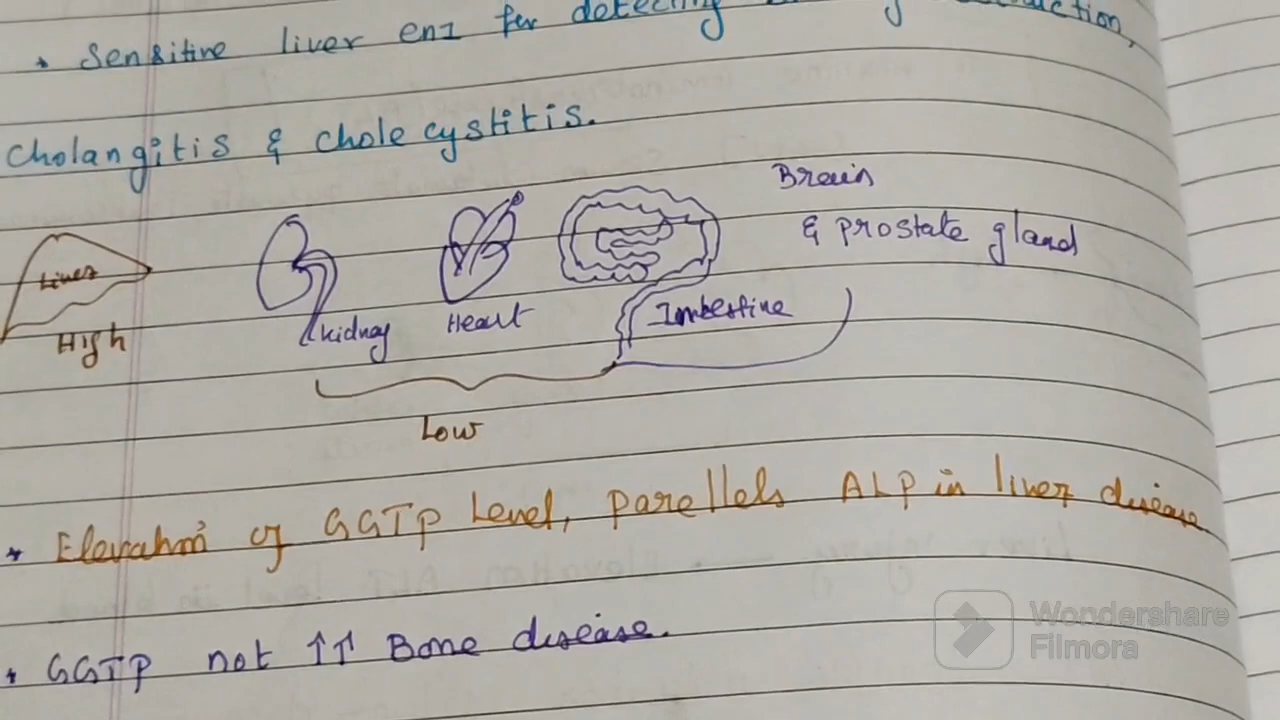 * Sensitive liver enz for detecting
Cholangitis & cholecystitis.
Brain
& prostate gland
Liver
High
Kidney
Heart
Intestine
Low
* Elevation of GGTP Level, parellels ALP in liver disease
* GGTP not ↑↑ Bone disease.
Wondershare
Filmora